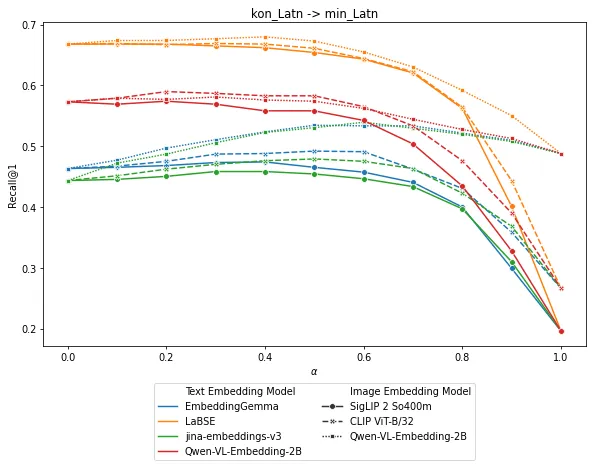 kon_Latn -> min_Latn
Recall@1
0.7
0.6
0.5
0.4
0.3
0.2
0.0 0.2 0.4 0.6 0.8 1.0
α
Text Embedding Model Image Embedding Model
EmbeddingGemma SigLIP 2 So400m
LaBSE CLIP ViT-B/32
jina-embeddings-v3 Qwen-VL-Embedding-2B
Qwen-VL-Embedding-2B